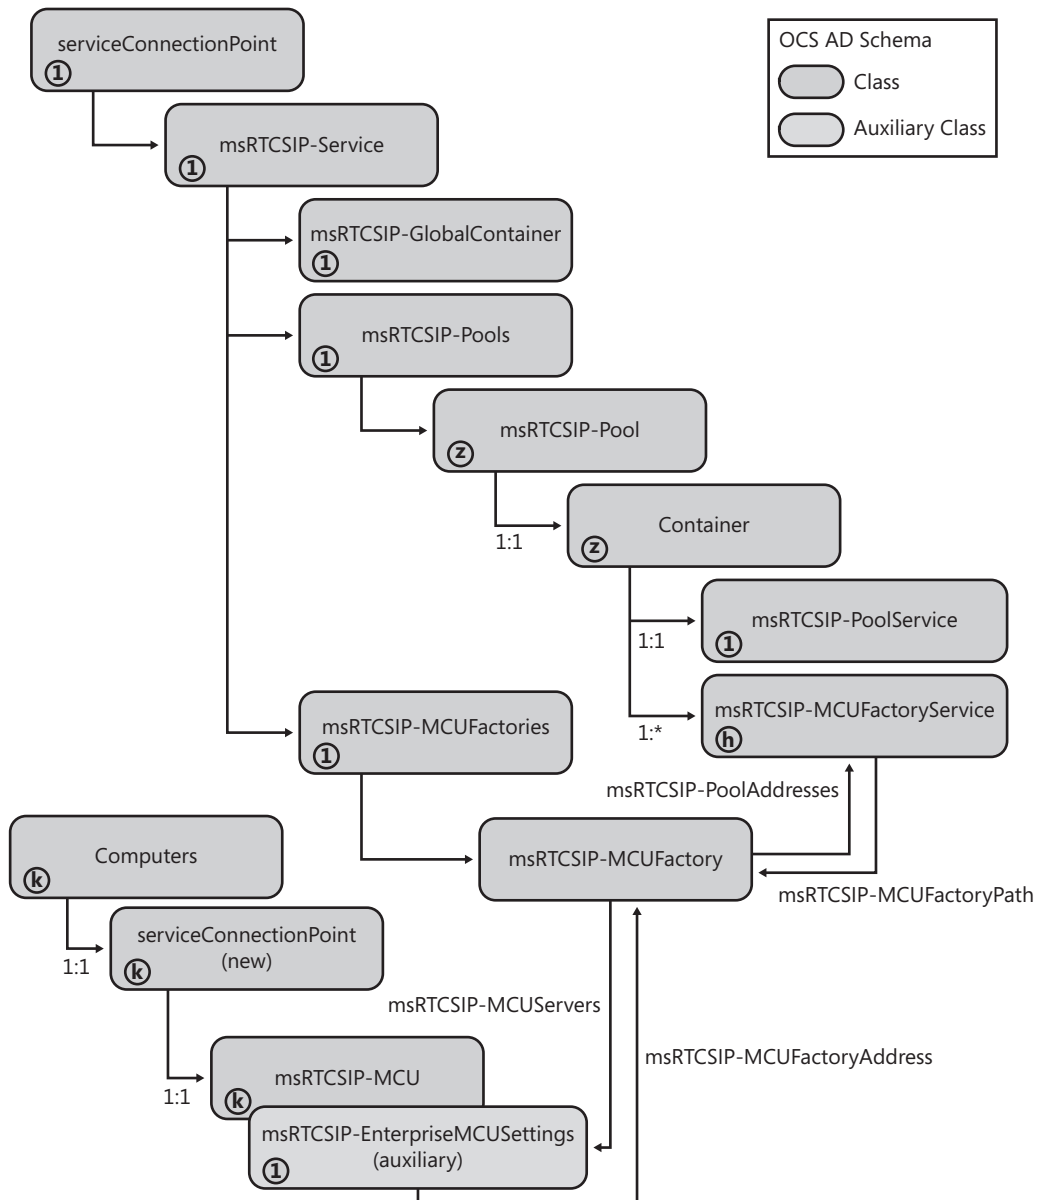 serviceConnectionPoint
1
OCS AD Schema
Class
Auxiliary Class
msRTCSIP-Service
1
msRTCSIP-GlobalContainer
1
msRTCSIP-Pools
1
msRTCSIP-Pool
z
1:1
Container
z
1:1
msRTCSIP-PoolService
1
1:*
msRTCSIP-MCUFactoryService
h
msRTCSIP-MCUFactories
1
msRTCSIP-PoolAddresses
msRTCSIP-MCUFactory
msRTCSIP-MCUFactoryPath
Computers
k
1:1
serviceConnectionPoint
(new)
k
msRTCSIP-MCUServers
msRTCSIP-MCUFactoryAddress
1:1
msRTCSIP-MCU
k
msRTCSIP-EnterpriseMCUSettings
(auxiliary)
1